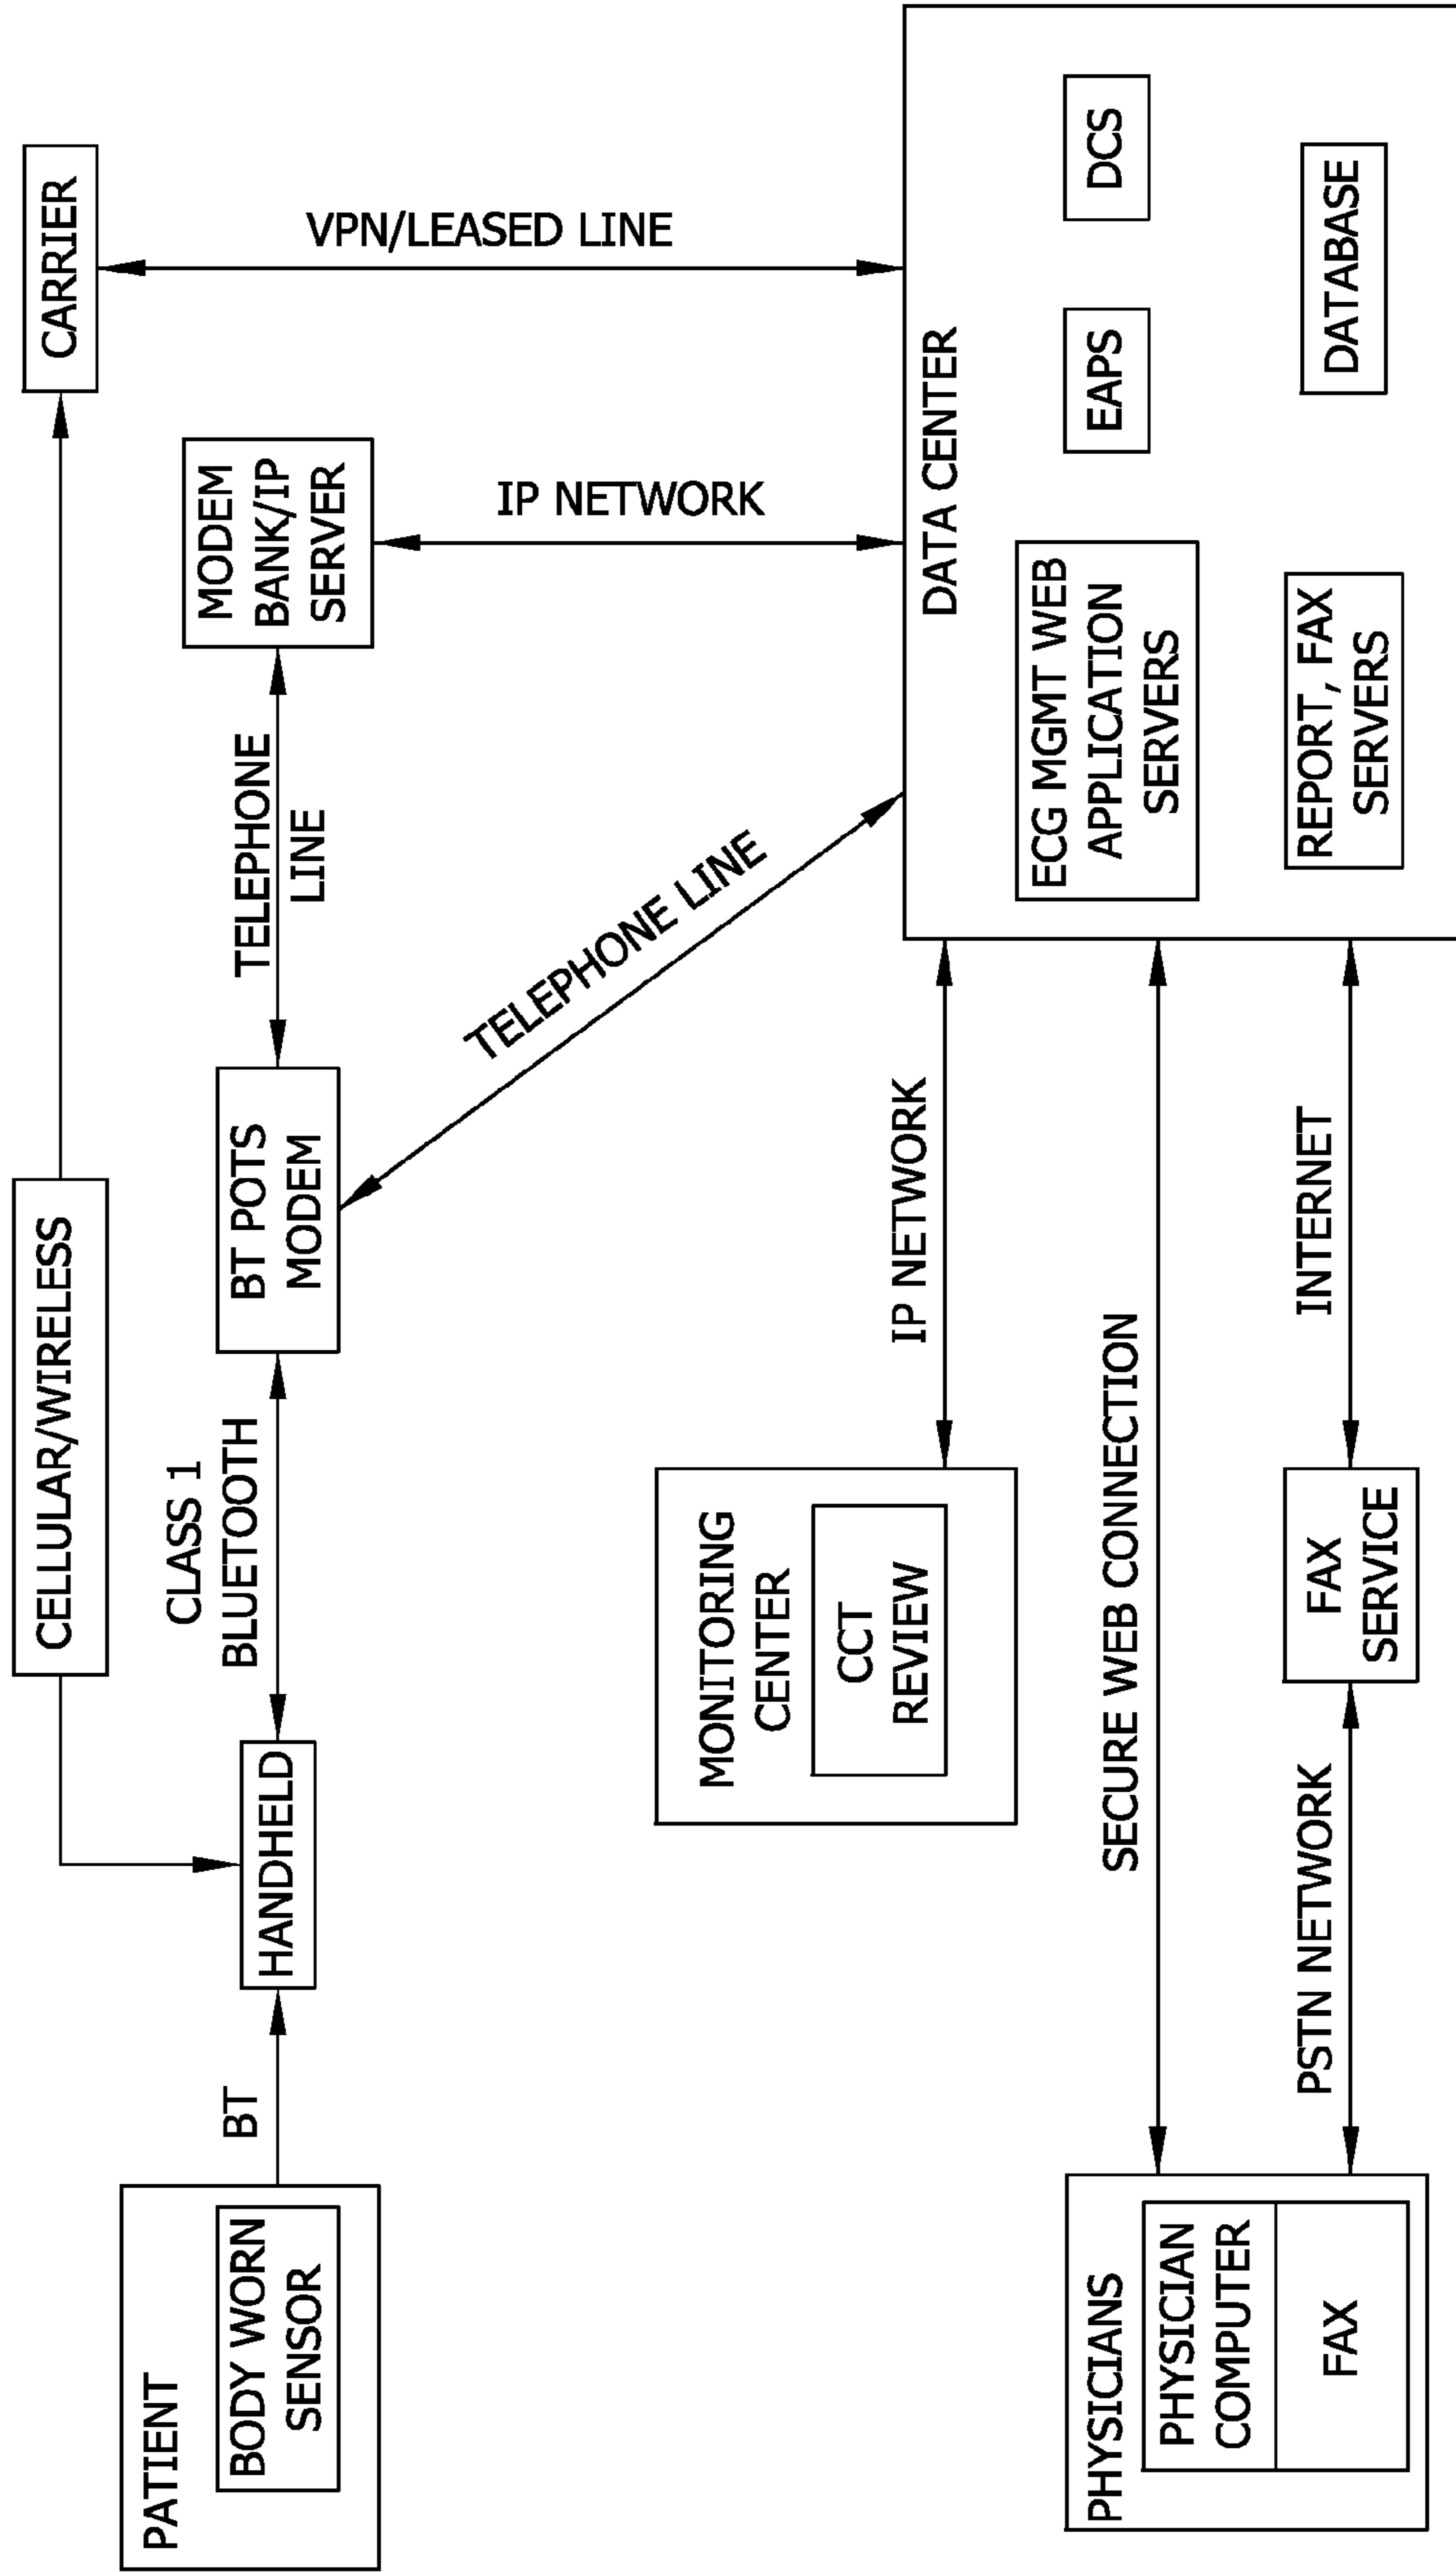 PATIENT
BODY WORN
SENSOR
BT
HANDHELD
CELLULAR/WIRELESS
CLASS 1
BLUETOOTH
BT POTS
MODEM
TELEPHONE
LINE
MODEM
BANK/IP
SERVER
CARRIER
VPN/LEASED LINE
IP NETWORK
TELEPHONE LINE
MONITORING
CENTER
CCT
REVIEW
IP NETWORK
DATA CENTER
ECG MGMT WEB
APPLICATION
SERVERS
EAPS
DCS
REPORT, FAX
SERVERS
DATABASE
PHYSICIANS
PHYSICIAN
COMPUTER
FAX
SECURE WEB CONNECTION
PSTN NETWORK
FAX
SERVICE
INTERNET